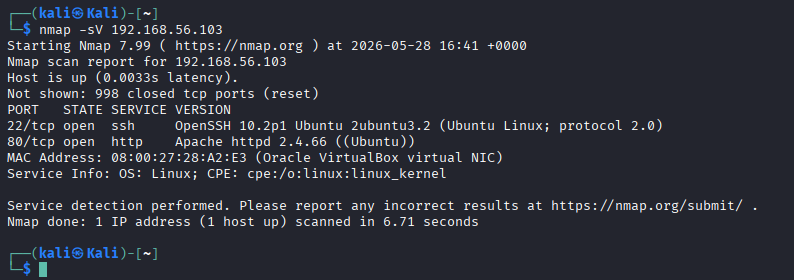 ┌──(kali㉿Kali)-[~]
└─$ nmap -sV 192.168.56.103
Starting Nmap 7.99 ( https://nmap.org ) at 2026-05-28 16:41 +0000
Nmap scan report for 192.168.56.103
Host is up (0.0033s latency).
Not shown: 998 closed tcp ports (reset)
PORT   STATE SERVICE VERSION
22/tcp open  ssh     OpenSSH 10.2p1 Ubuntu 2ubuntu3.2 (Ubuntu Linux; protocol 2.0)
80/tcp open  http    Apache httpd 2.4.66 ((Ubuntu))
MAC Address: 08:00:27:28:A2:E3 (Oracle VirtualBox virtual NIC)
Service Info: OS: Linux; CPE: cpe:/o:linux:linux_kernel

Service detection performed. Please report any incorrect results at https://nmap.org/submit/ .
Nmap done: 1 IP address (1 host up) scanned in 6.71 seconds

┌──(kali㉿Kali)-[~]
└─$